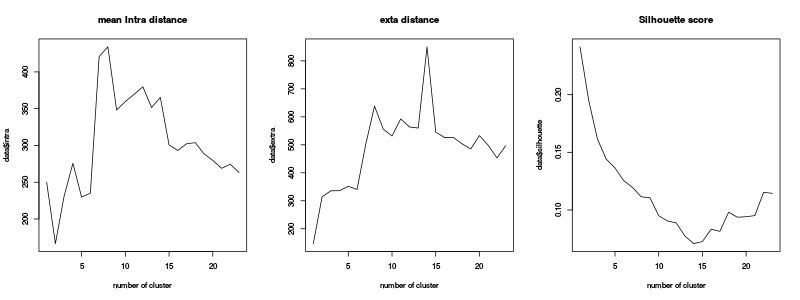 mean Intra distance
exta distance
Silhouette score
data$intra
200 250 300 350 400
5 10 15 20
number of cluster
data$extra
200 300 400 500 600 700 800
5 10 15 20
number of cluster
data$silhouette
0.10 0.15 0.20
5 10 15 20
number of cluster